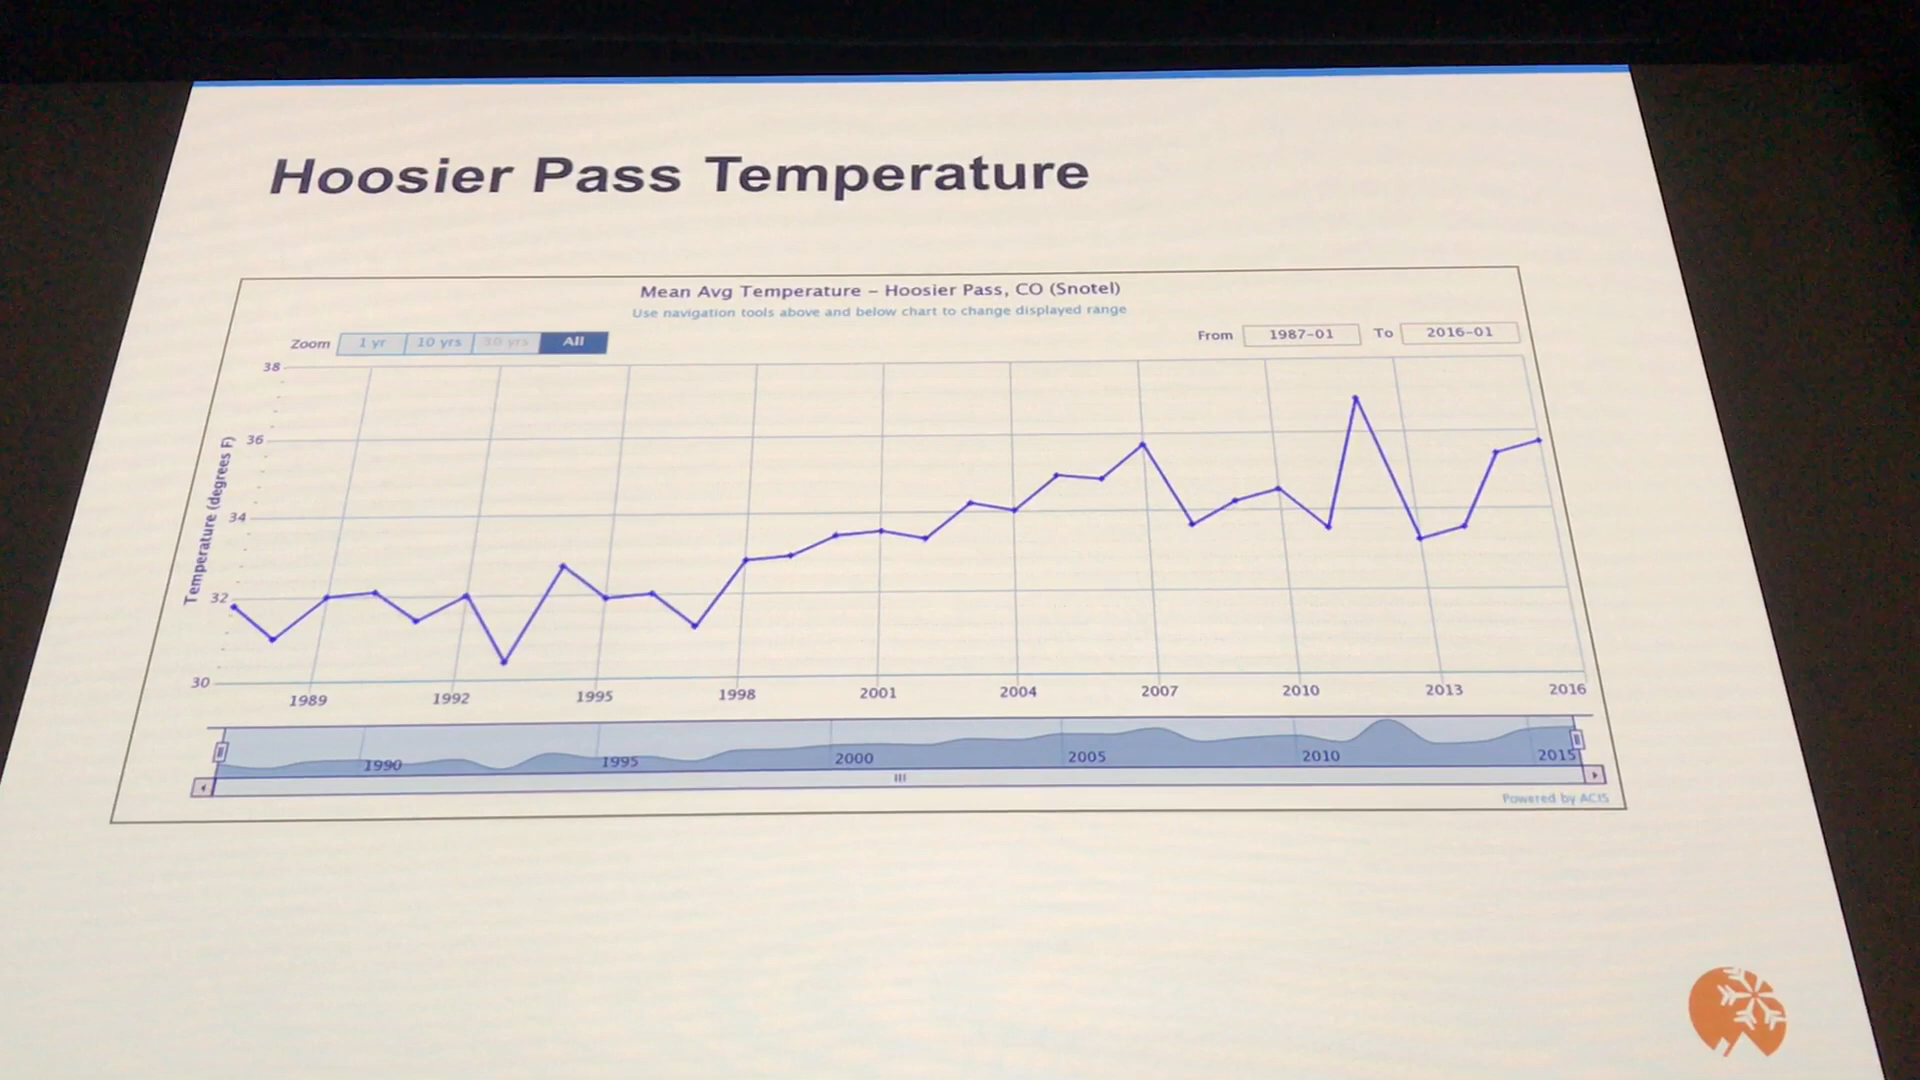 Hoosier Pass Temperature
Mean Avg Temperature – Hoosier Pass, CO (Snotel)
Use navigation tools above and below chart to change displayed range
Zoom 1 yr 10 yrs 30 yrs All
From 1987-01 To 2016-01
Temperature (degrees F)
38
36
34
32
30
1989 1992 1995 1998 2001 2004 2007 2010 2013 2016
1990 1995 2000 2005 2010 2015
Powered by ACIS